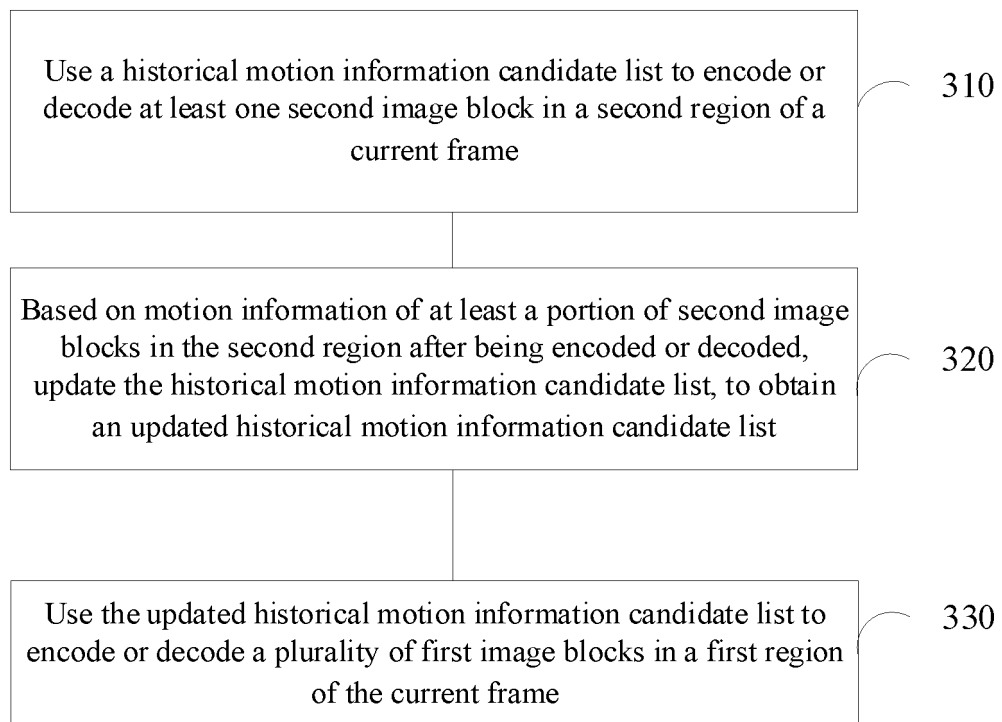 Use a historical motion information candidate list to encode or
decode at least one second image block in a second region of a
current frame
310
Based on motion information of at least a portion of second image
blocks in the second region after being encoded or decoded,
update the historical motion information candidate list, to obtain
an updated historical motion information candidate list
320
Use the updated historical motion information candidate list to
encode or decode a plurality of first image blocks in a first region
of the current frame
330